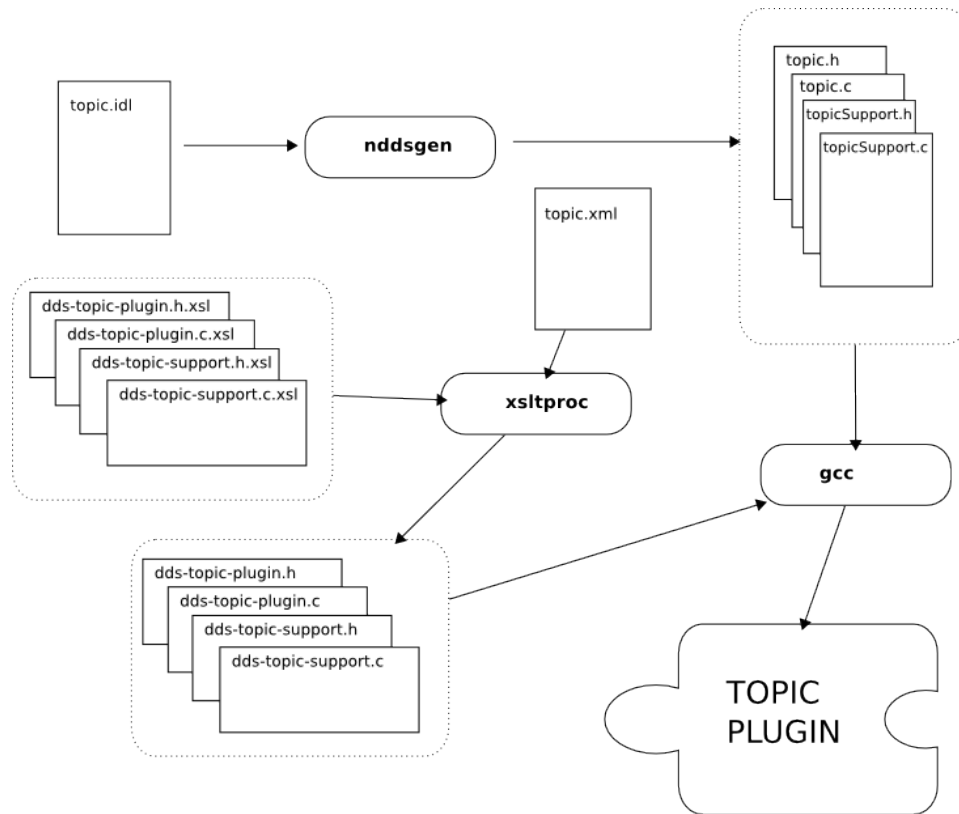 topic.idl
nddsgen
topic.h
topic.c
topicSupport.h
topicSupport.c
topic.xml
dds-topic-plugin.h.xsl
dds-topic-plugin.c.xsl
dds-topic-support.h.xsl
dds-topic-support.c.xsl
xsltproc
gcc
dds-topic-plugin.h
dds-topic-plugin.c
dds-topic-support.h
dds-topic-support.c
TOPIC
PLUGIN